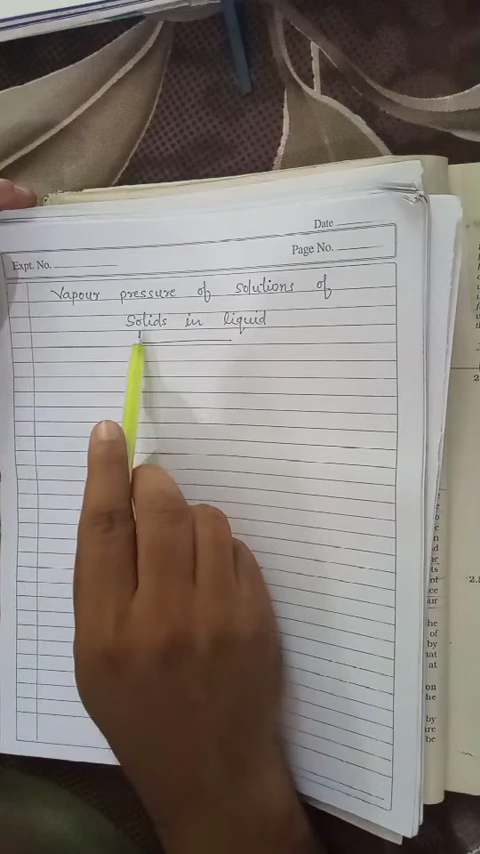 Date
Page No.
Expt. No.
Vapour pressure of solutions of
Solids in liquid